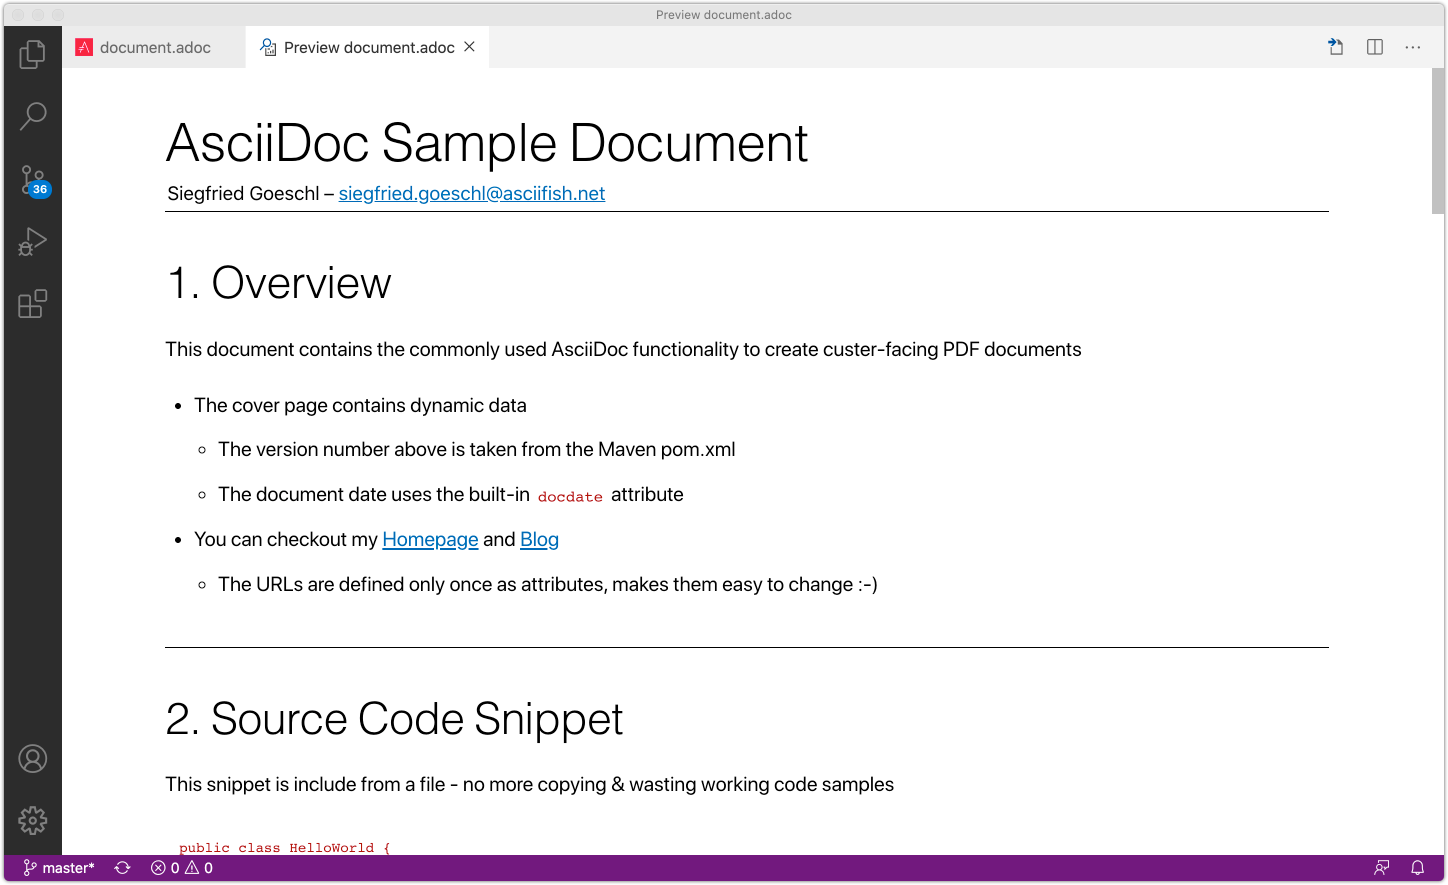 Preview document.adoc
document.adoc
Preview document.adoc
AsciiDoc Sample Document
Siegfried Goeschl – siegfried.goeschl@asciifish.net
36
1. Overview
This document contains the commonly used AsciiDoc functionality to create custer-facing PDF documents
• The cover page contains dynamic data
◦ The version number above is taken from the Maven pom.xml
◦ The document date uses the built-in docdate attribute
• You can checkout my Homepage and Blog
◦ The URLs are defined only once as attributes, makes them easy to change :-)
2. Source Code Snippet
This snippet is include from a file - no more copying & wasting working code samples
public class HelloWorld {
master* 0 0